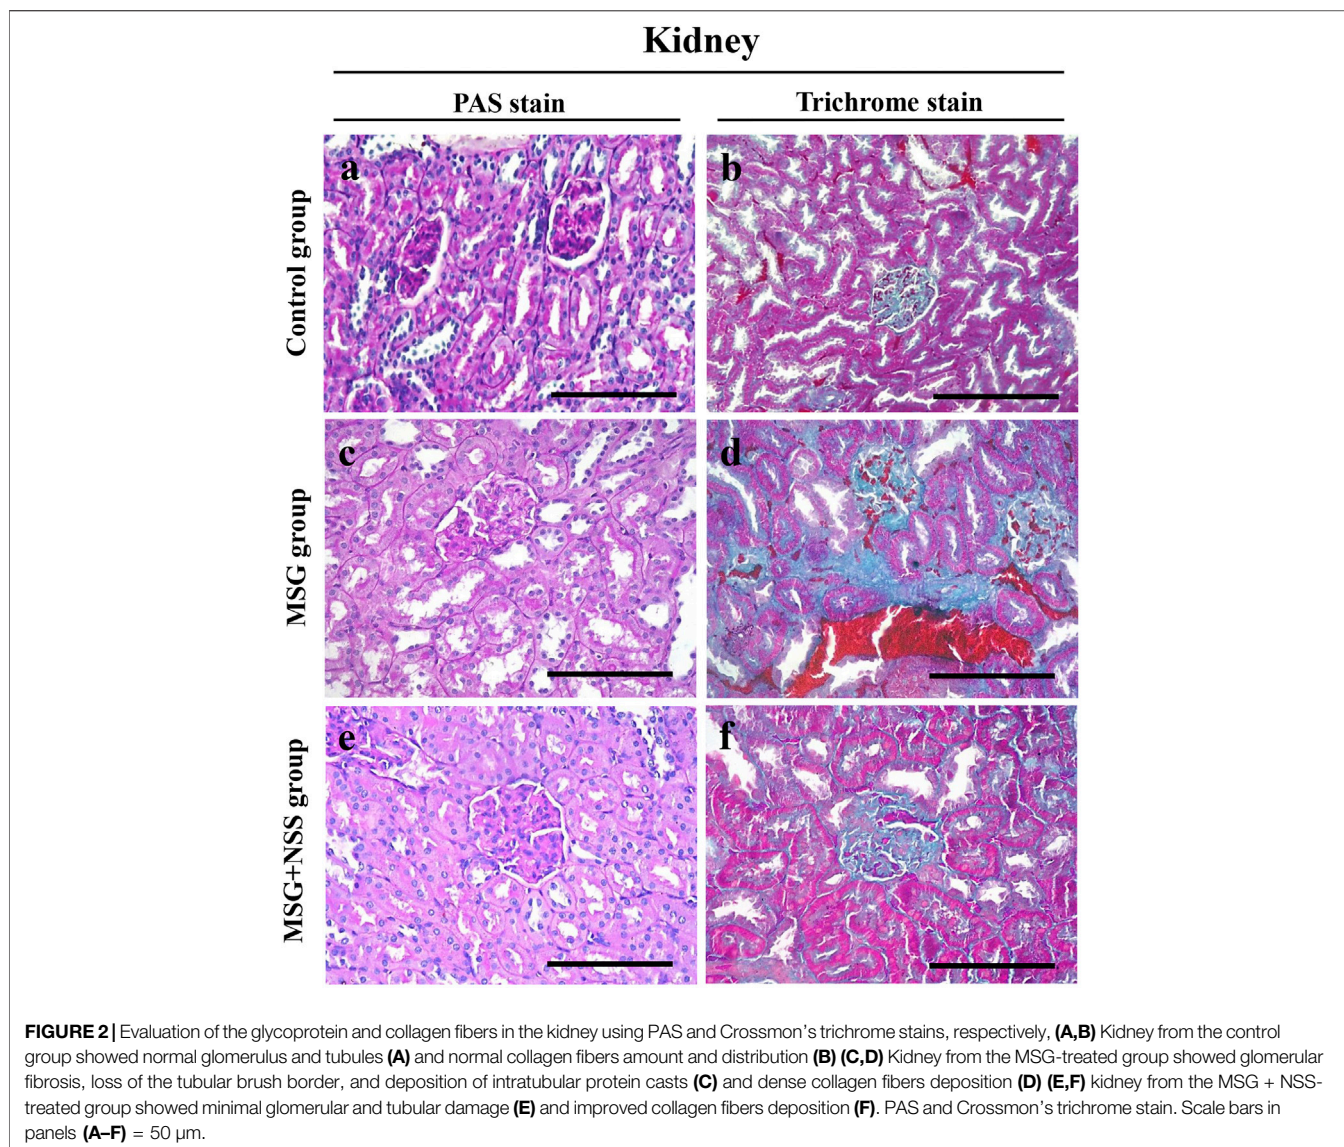 Kidney
PAS stain
Trichrome stain
Control group
a
b
MSG group
c
d
MSG+NSS group
e
f
FIGURE 2 | Evaluation of the glycoprotein and collagen fibers in the kidney using PAS and Crossmon's trichrome stains, respectively, (A,B) Kidney from the control
group showed normal glomerulus and tubules (A) and normal collagen fibers amount and distribution (B) (C,D) Kidney from the MSG-treated group showed glomerular
fibrosis, loss of the tubular brush border, and deposition of intratubular protein casts (C) and dense collagen fibers deposition (D) (E,F) kidney from the MSG + NSS-
treated group showed minimal glomerular and tubular damage (E) and improved collagen fibers deposition (F). PAS and Crossmon's trichrome stain. Scale bars in
panels (A–F) = 50 µm.